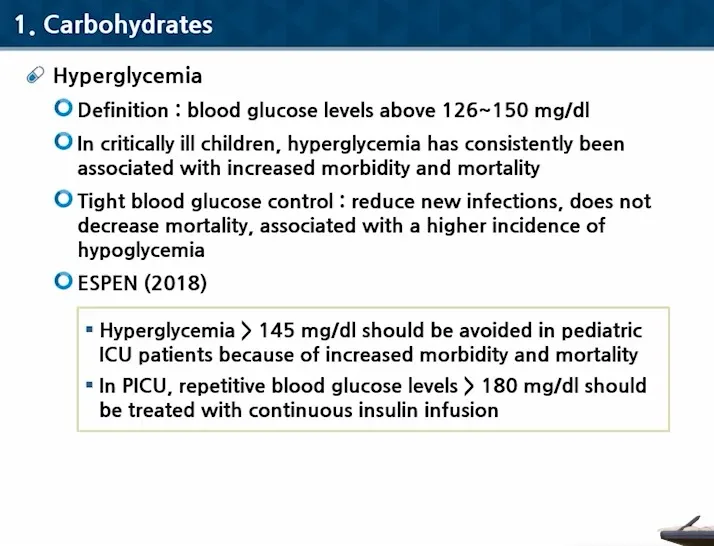 1. Carbohydrates
Hyperglycemia
Definition : blood glucose levels above 126~150 mg/dl
In critically ill children, hyperglycemia has consistently been
associated with increased morbidity and mortality
Tight blood glucose control : reduce new infections, does not
decrease mortality, associated with a higher incidence of
hypoglycemia
ESPEN (2018)
▪ Hyperglycemia > 145 mg/dl should be avoided in pediatric
ICU patients because of increased morbidity and mortality
▪ In PICU, repetitive blood glucose levels > 180 mg/dl should
be treated with continuous insulin infusion